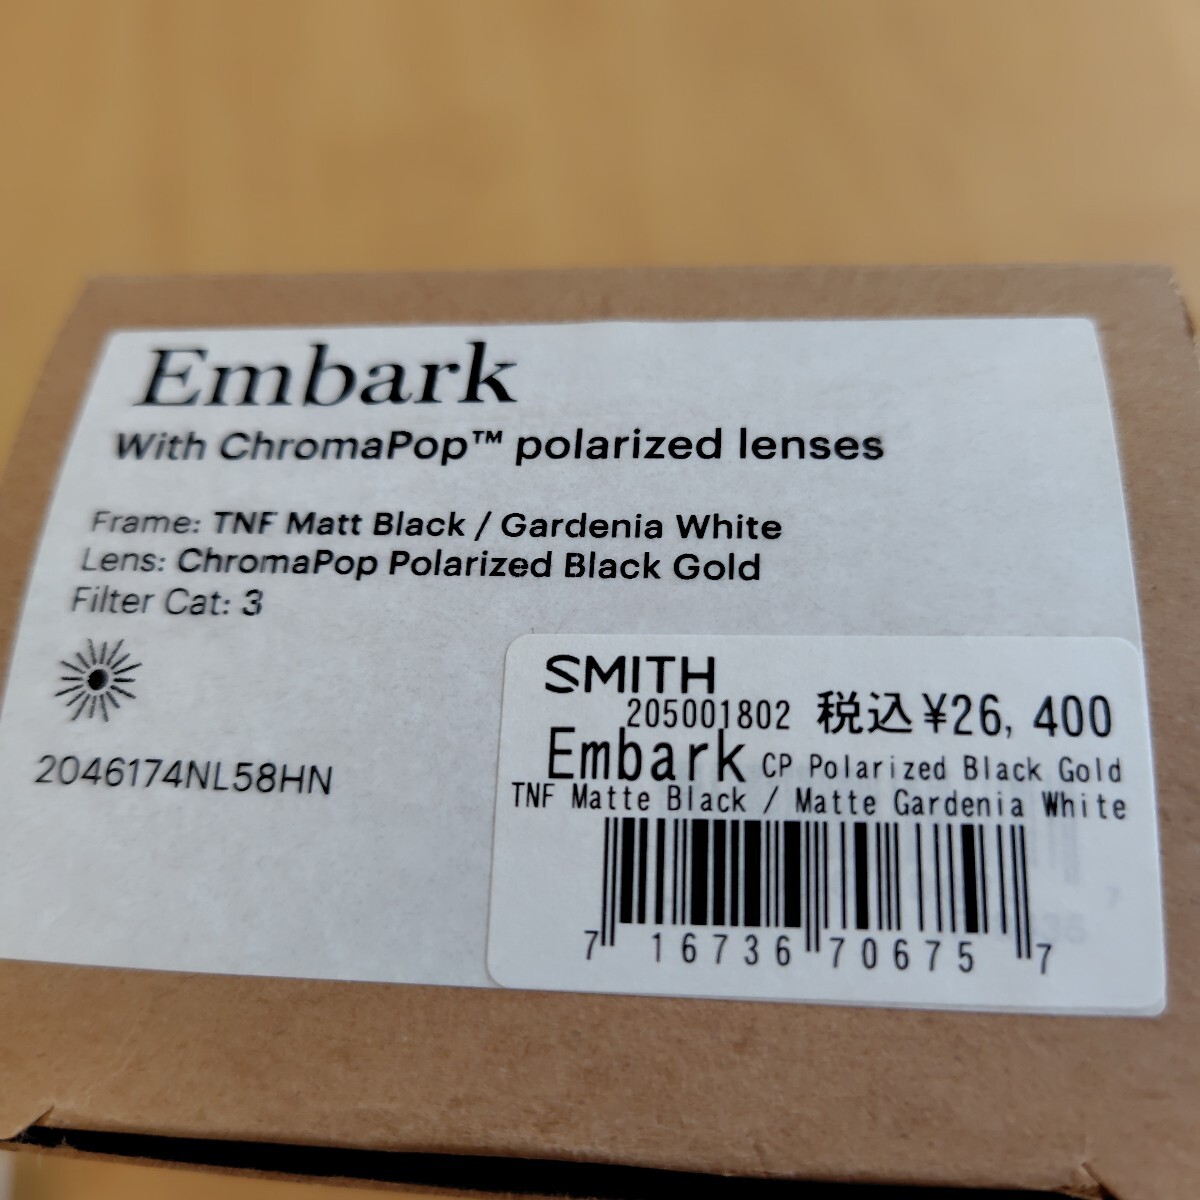 Embark
With ChromaPop™ polarized lenses
Frame: TNF Matt Black / Gardenia White
Lens: ChromaPop Polarized Black Gold
Filter Cat: 3
2046174NL58HN
SMITH
205001802 税込¥26,400
Embark CP Polarized Black Gold
TNF Matte Black / Matte Gardenia White
7 16736 70675 7